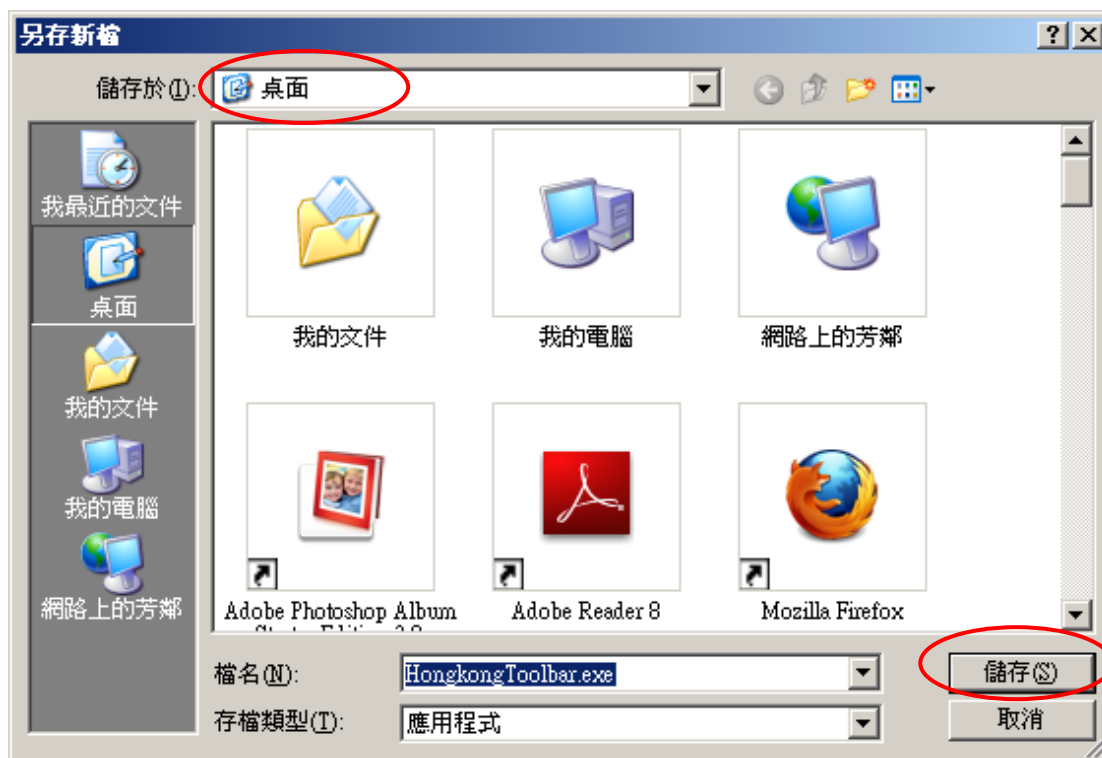 另存新檔
儲存於(I):
桌面
我最近的文件
桌面
我的文件
我的電腦
網路上的芳鄰
我的文件
我的電腦
網路上的芳鄰
Adobe Photoshop Album
Adobe Reader 8
Mozilla Firefox
檔名(N):
HongkongToolbar.exe
儲存(S)
存檔類型(T):
應用程式
取消